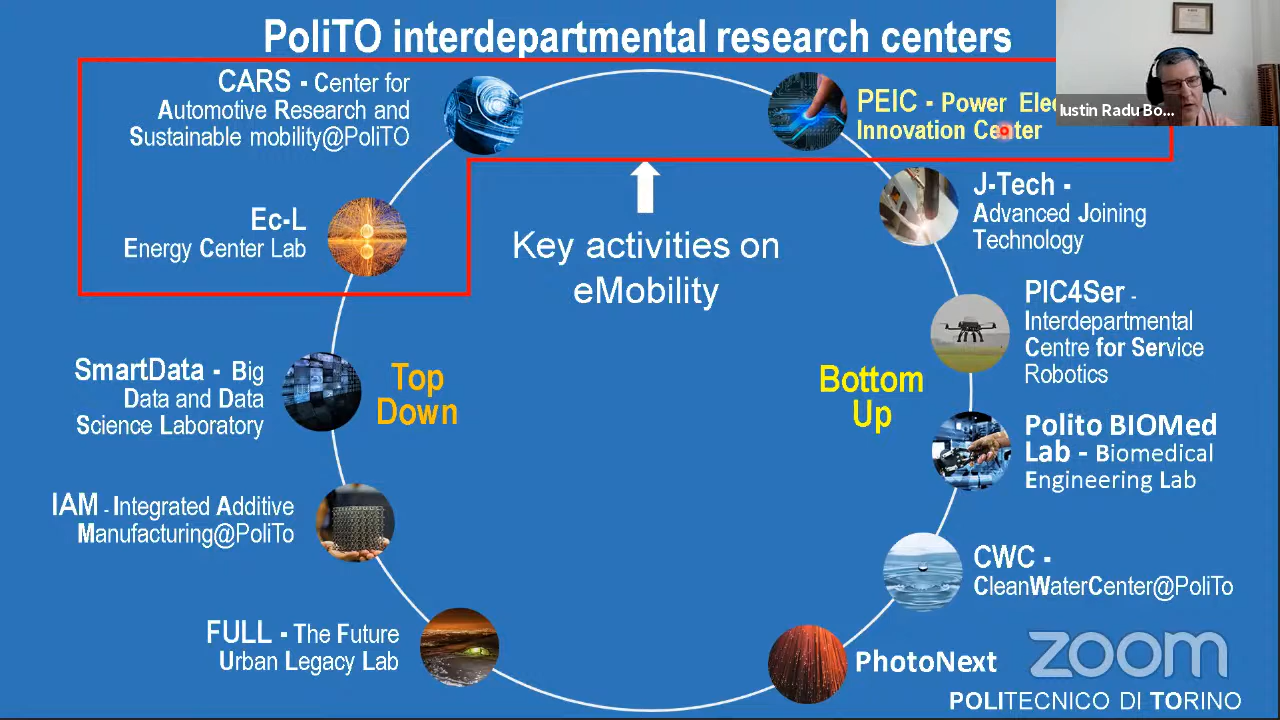 PoliTO interdepartmental research centers
CARS - Center for
Automotive Research and
Sustainable mobility@PoliTO
PEIC - Power
Innovation Center
Iustin Radu Bo...
Ec-L
Energy Center Lab
Key activities on
eMobility
J-Tech -
Advanced Joining
Technology
PIC4Ser -
Interdepartmental
Centre for Service
Robotics
SmartData - Big
Data and Data
Science Laboratory
Top
Down
Bottom
Up
Polito BIOMed
Lab - Biomedical
Engineering Lab
IAM - Integrated Additive
Manufacturing@PoliTo
CWC -
CleanWaterCenter@PoliTo
FULL - The Future
Urban Legacy Lab
PhotoNext
zoom
POLITECNICO DI TORINO